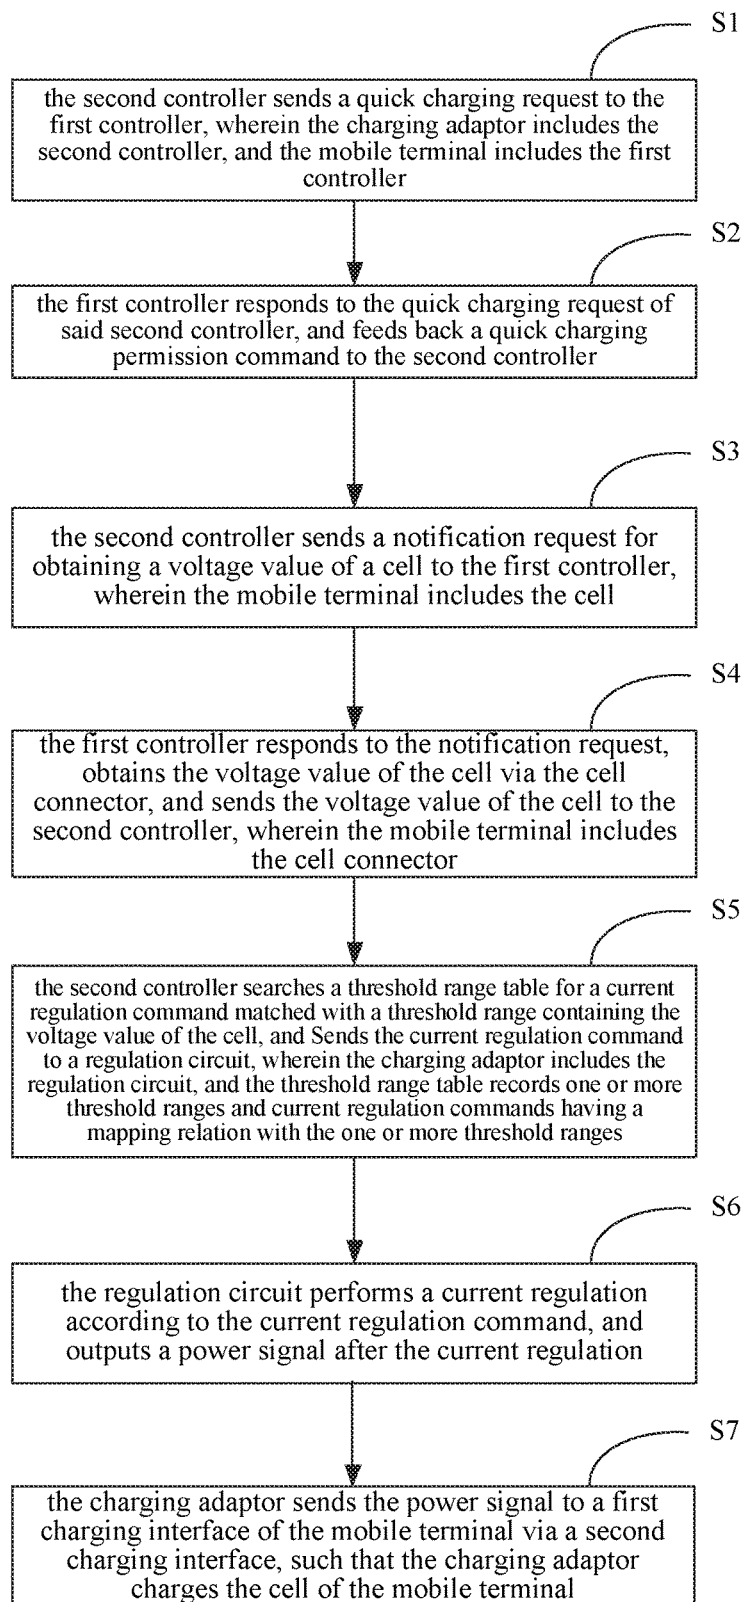 S1
the second controller sends a quick charging request to the
first controller, wherein the charging adaptor includes the
second controller, and the mobile terminal includes the first
controller
S2
the first controller responds to the quick charging request of
said second controller, and feeds back a quick charging
permission command to the second controller
S3
the second controller sends a notification request for
obtaining a voltage value of a cell to the first controller,
wherein the mobile terminal includes the cell
S4
the first controller responds to the notification request,
obtains the voltage value of the cell via the cell
connector, and sends the voltage value of the cell to the
second controller, wherein the mobile terminal includes
the cell connector
S5
the second controller searches a threshold range table for a current
regulation command matched with a threshold range containing the
voltage value of the cell, and Sends the current regulation command
to a regulation circuit, wherein the charging adaptor includes the
regulation circuit, and the threshold range table records one or more
threshold ranges and current regulation commands having a
mapping relation with the one or more threshold ranges
S6
the regulation circuit performs a current regulation
according to the current regulation command, and
outputs a power signal after the current regulation
S7
the charging adaptor sends the power signal to a first
charging interface of the mobile terminal via a second
charging interface, such that the charging adaptor
charges the cell of the mobile terminal